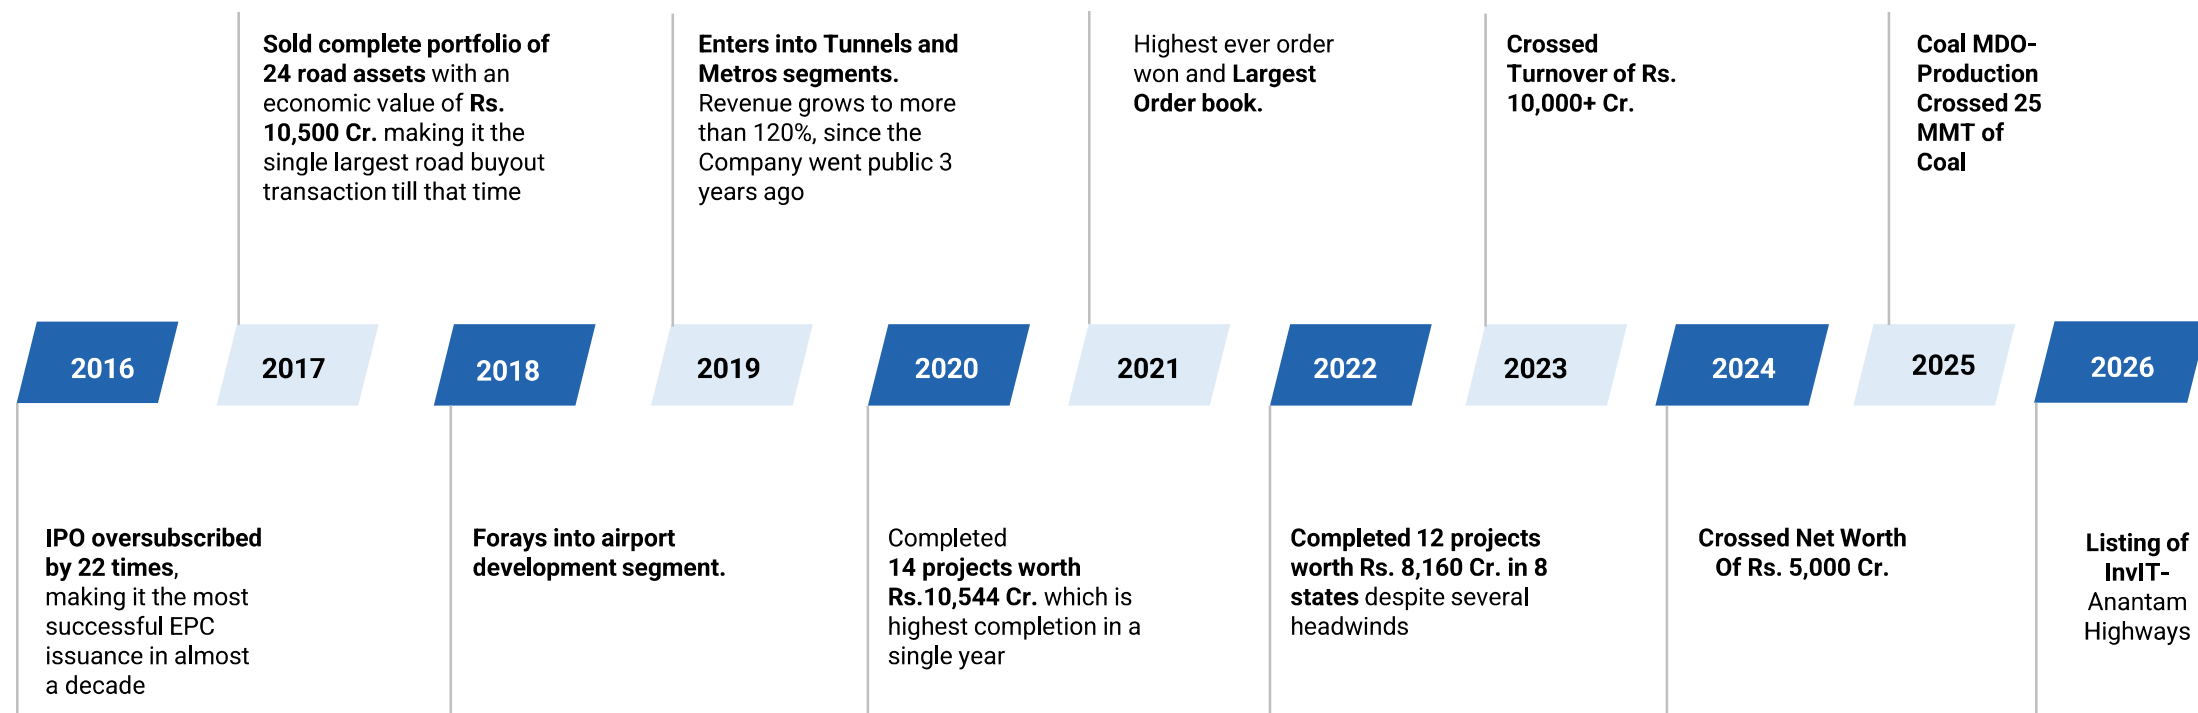 Sold complete portfolio of
24 road assets with an
economic value of Rs.
10,500 Cr. making it the
single largest road buyout
transaction till that time
Enters into Tunnels and
Metros segments.
Revenue grows to more
than 120%, since the
Company went public 3
years ago
Highest ever order
won and Largest
Order book.
Crossed
Turnover of Rs.
10,000+ Cr.
Coal MDO-
Production
Crossed 25
MMT of
Coal
2016
2017
2018
2019
2020
2021
2022
2023
2024
2025
2026
IPO oversubscribed
by 22 times,
making it the most
successful EPC
issuance in almost
a decade
Forays into airport
development segment.
Completed
14 projects worth
Rs.10,544 Cr. which is
highest completion in a
single year
Completed 12 projects
worth Rs. 8,160 Cr. in 8
states despite several
headwinds
Crossed Net Worth
Of Rs. 5,000 Cr.
Listing of
InvIT-
Anantam
Highways